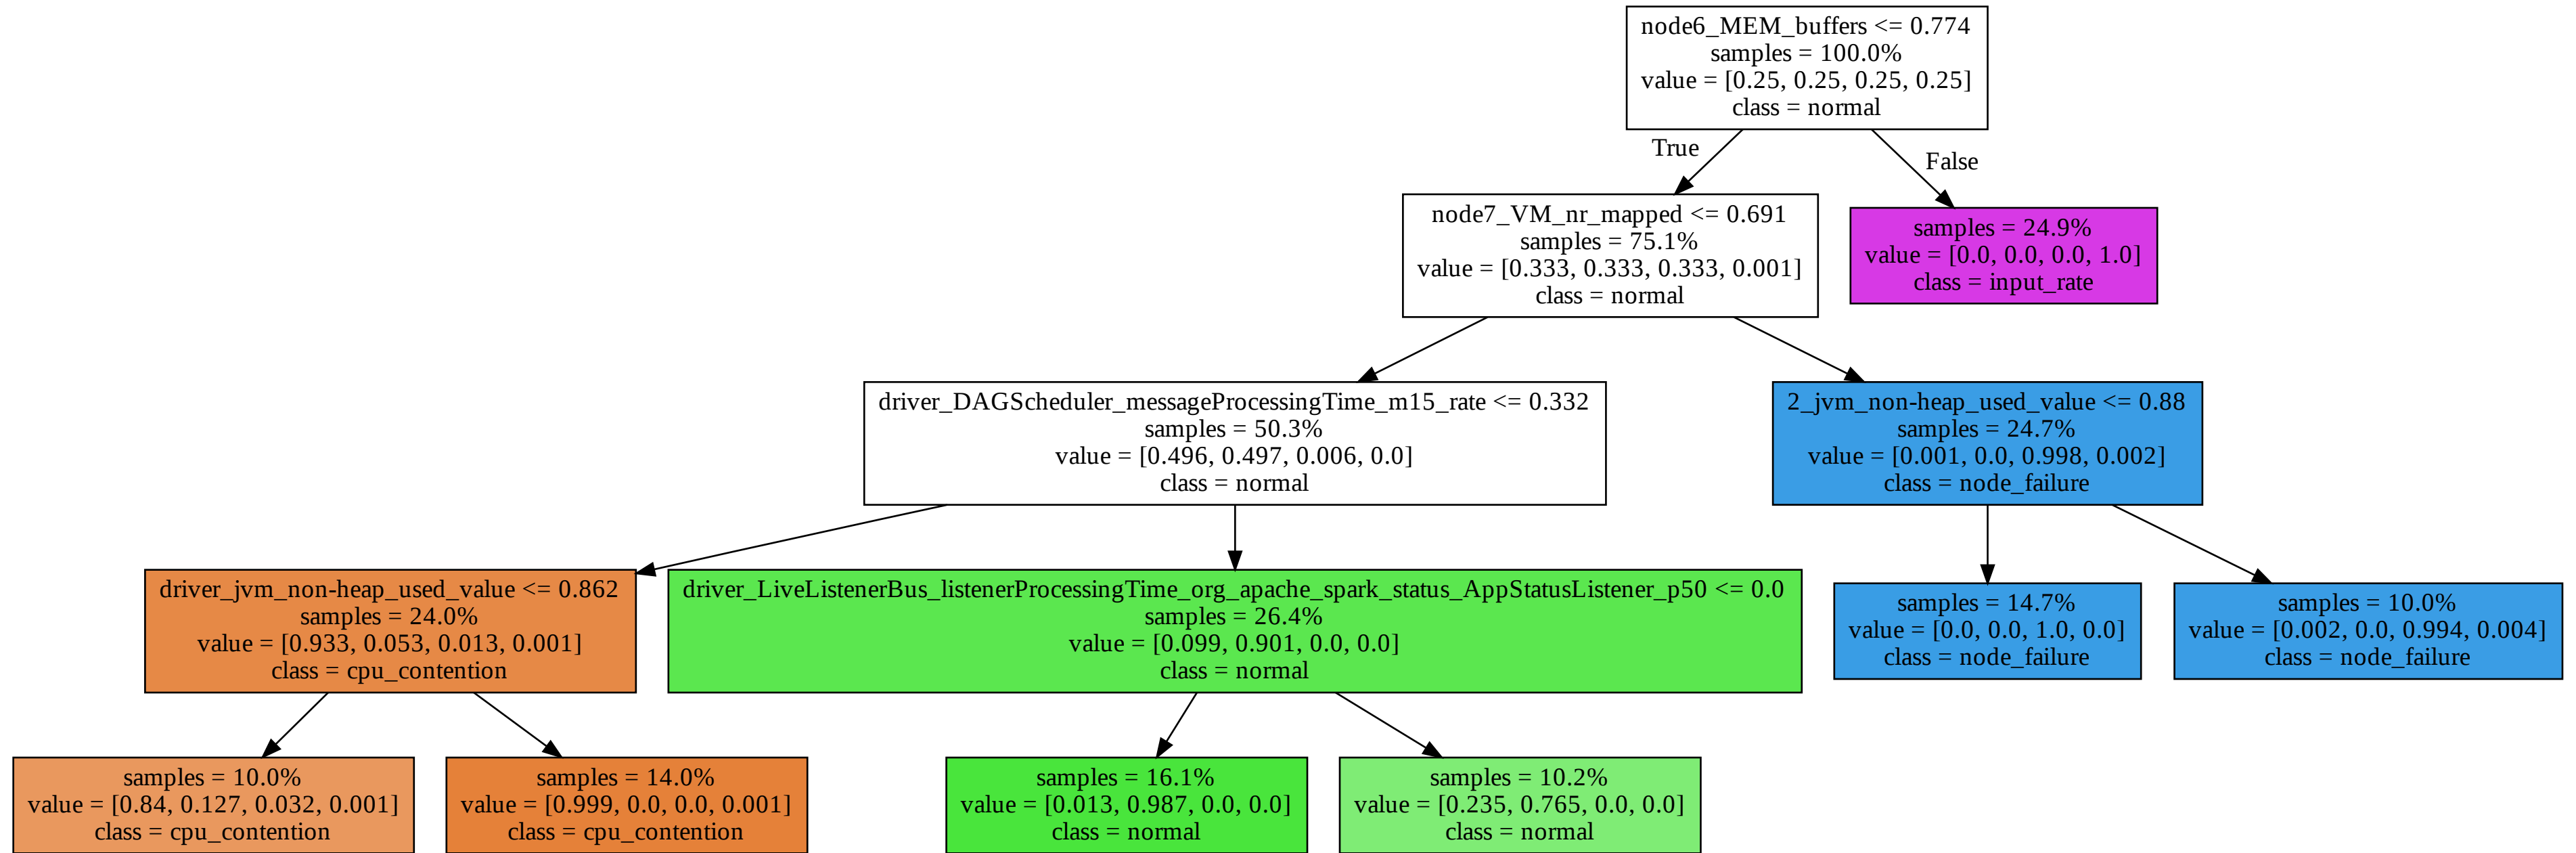 node6_MEM_buffers <= 0.774
samples = 100.0%
value = [0.25, 0.25, 0.25, 0.25]
class = normal
True
False
node7_VM_nr_mapped <= 0.691
samples = 75.1%
value = [0.333, 0.333, 0.333, 0.001]
class = normal
samples = 24.9%
value = [0.0, 0.0, 0.0, 1.0]
class = input_rate
driver_DAGScheduler_messageProcessingTime_m15_rate <= 0.332
samples = 50.3%
value = [0.496, 0.497, 0.006, 0.0]
class = normal
2_jvm_non-heap_used_value <= 0.88
samples = 24.7%
value = [0.001, 0.0, 0.998, 0.002]
class = node_failure
driver_jvm_non-heap_used_value <= 0.862
samples = 24.0%
value = [0.933, 0.053, 0.013, 0.001]
class = cpu_contention
driver_LiveListenerBus_listenerProcessingTime_org_apache_spark_status_AppStatusListener_p50 <= 0.0
samples = 26.4%
value = [0.099, 0.901, 0.0, 0.0]
class = normal
samples = 14.7%
value = [0.0, 0.0, 1.0, 0.0]
class = node_failure
samples = 10.0%
value = [0.002, 0.0, 0.994, 0.004]
class = node_failure
samples = 10.0%
value = [0.84, 0.127, 0.032, 0.001]
class = cpu_contention
samples = 14.0%
value = [0.999, 0.0, 0.0, 0.001]
class = cpu_contention
samples = 16.1%
value = [0.013, 0.987, 0.0, 0.0]
class = normal
samples = 10.2%
value = [0.235, 0.765, 0.0, 0.0]
class = normal